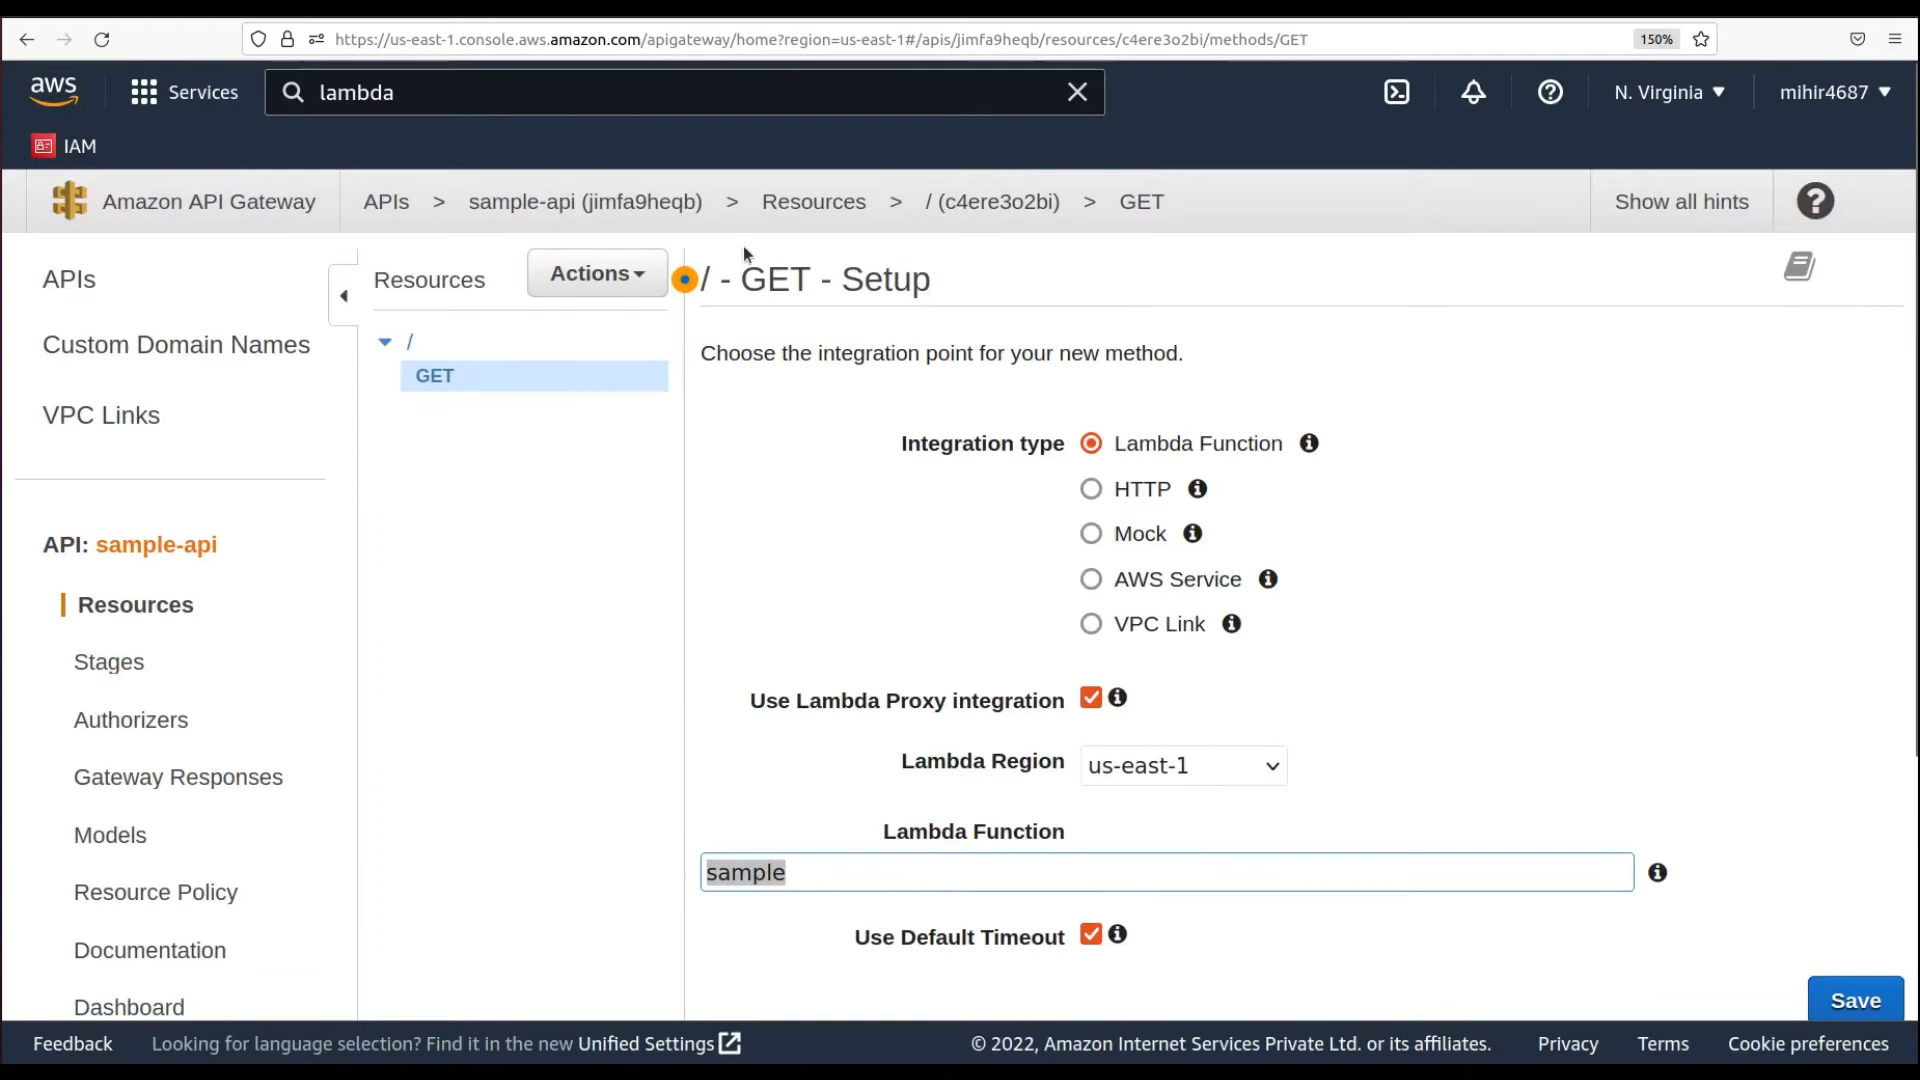 https://us-east-1.console.aws.amazon.com/apigateway/home?region=us-east-1#/apis/jimfa9heqb/resources/c4ere3o2bi/methods/GET 150%
aws Services lambda N. Virginia mihir4687
IAM
Amazon API Gateway APIs > sample-api (jimfa9heqb) > Resources > / (c4ere3o2bi) > GET Show all hints
APIs
Custom Domain Names
VPC Links
API: sample-api
Resources
Stages
Authorizers
Gateway Responses
Models
Resource Policy
Documentation
Dashboard
Resources Actions
/
GET
/ - GET - Setup
Choose the integration point for your new method.
Integration type Lambda Function
HTTP
Mock
AWS Service
VPC Link
Use Lambda Proxy integration
Lambda Region us-east-1
Lambda Function
sample
Use Default Timeout
Save
Feedback Looking for language selection? Find it in the new Unified Settings © 2022, Amazon Internet Services Private Ltd. or its affiliates. Privacy Terms Cookie preferences